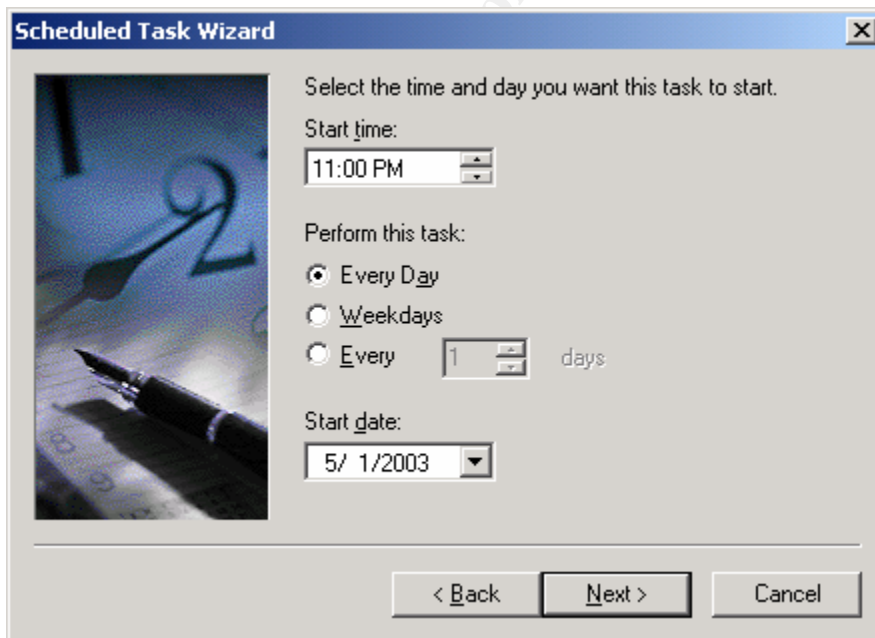 Scheduled Task Wizard
Select the time and day you want this task to start.
Start time:
11:00 PM
Perform this task:
Every Day
Weekdays
Every 1 days
Start date:
5/ 1/2003
< Back Next > Cancel